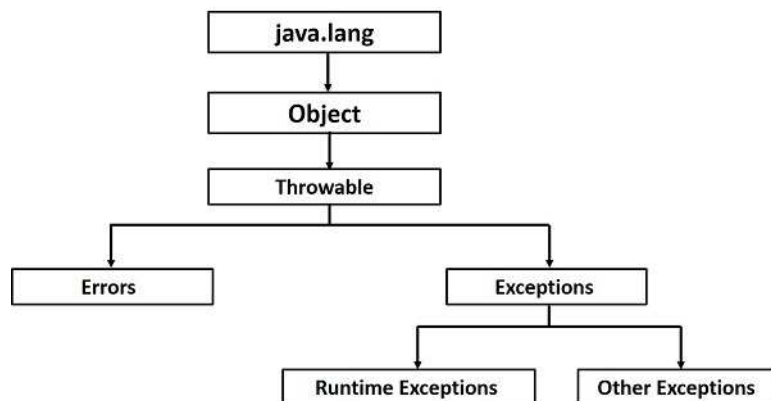 java.lang
Object
Throwable
Errors
Exceptions
Runtime Exceptions
Other Exceptions